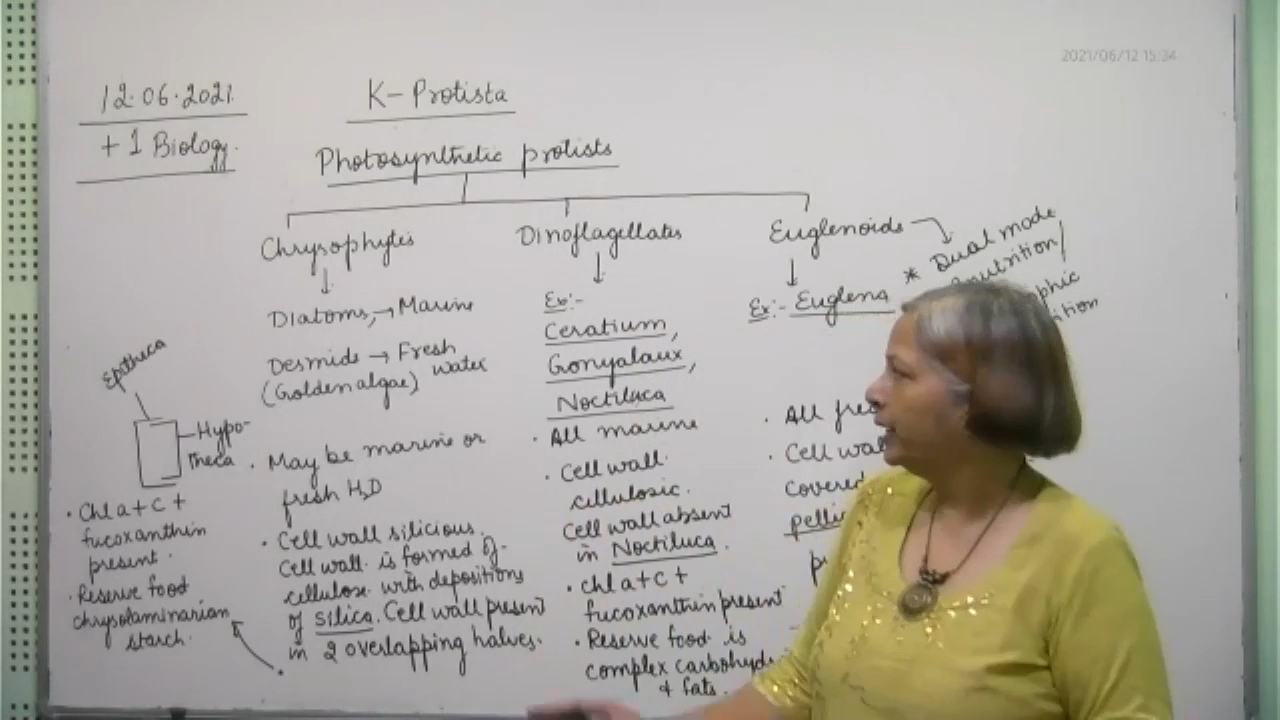 2021/06/12 15:34
12.06.2021.
+1 Biology.
K-Protista
Photosynthetic protists
Chrysophytes
Diatoms, → Marine
Desmids → Fresh
(Golden algae) water
• May be marine or
fresh H2O
• Cell wall silicious.
Cell wall is formed of
cellulose with depositions
of silica. Cell wall present
in 2 overlapping halves.
Epitheca
Hypo-
theca
• Chl a+c+
fucoxanthin
present.
• Reserve food
chrysolaminarian
starch.
Dinoflagellates
Ex:-
Ceratium,
Gonyalaux,
Noctiluca
• All marine
• Cell wall
cellulosic.
Cell wall absent
in Noctiluca.
• chl a+c+
fucoxanthin present
• Reserve food is
complex
+ fats.
Euglenoids
* Dual mode
Ex:- Euglena
• All
• Cell
covered